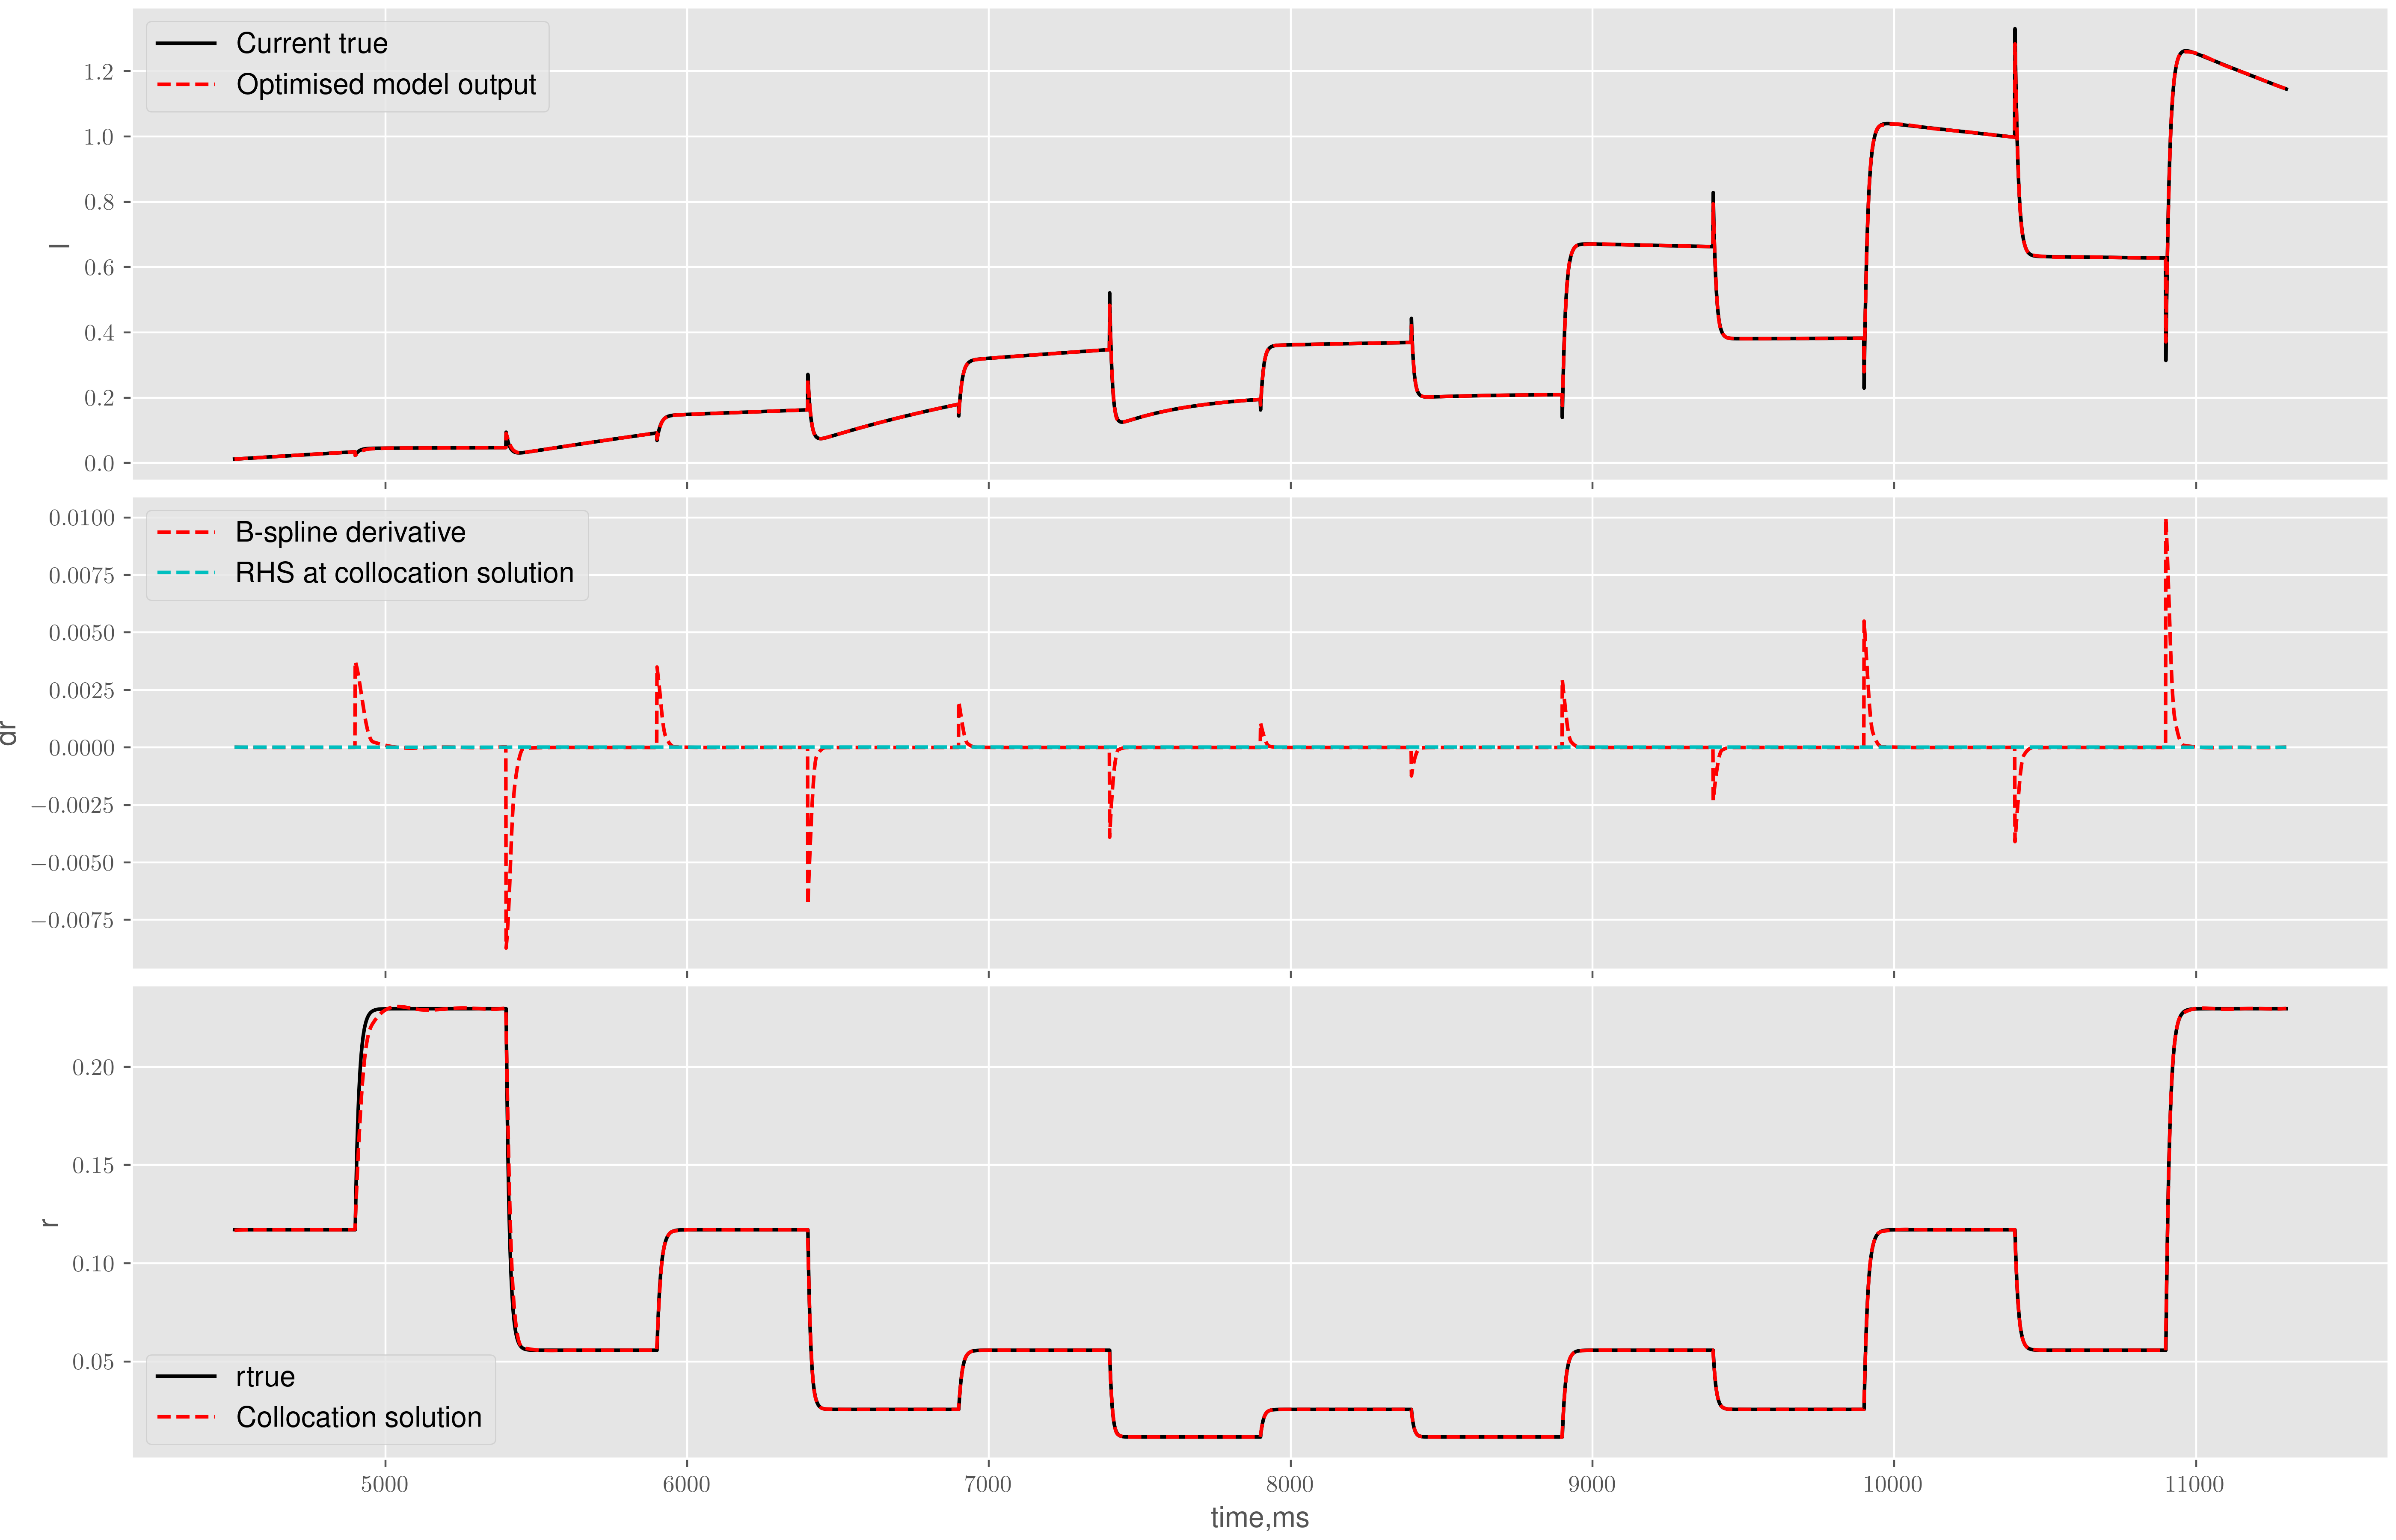 Current true
Optimised model output
1.2
1.0
0.8
0.6
0.4
0.2
0.0
I
B-spline derivative
RHS at collocation solution
0.0100
0.0075
0.0050
0.0025
0.0000
−0.0025
−0.0050
−0.0075
dr
0.20
0.15
0.10
0.05
r
rtrue
Collocation solution
5000 6000 7000 8000 9000 10000 11000
time,ms